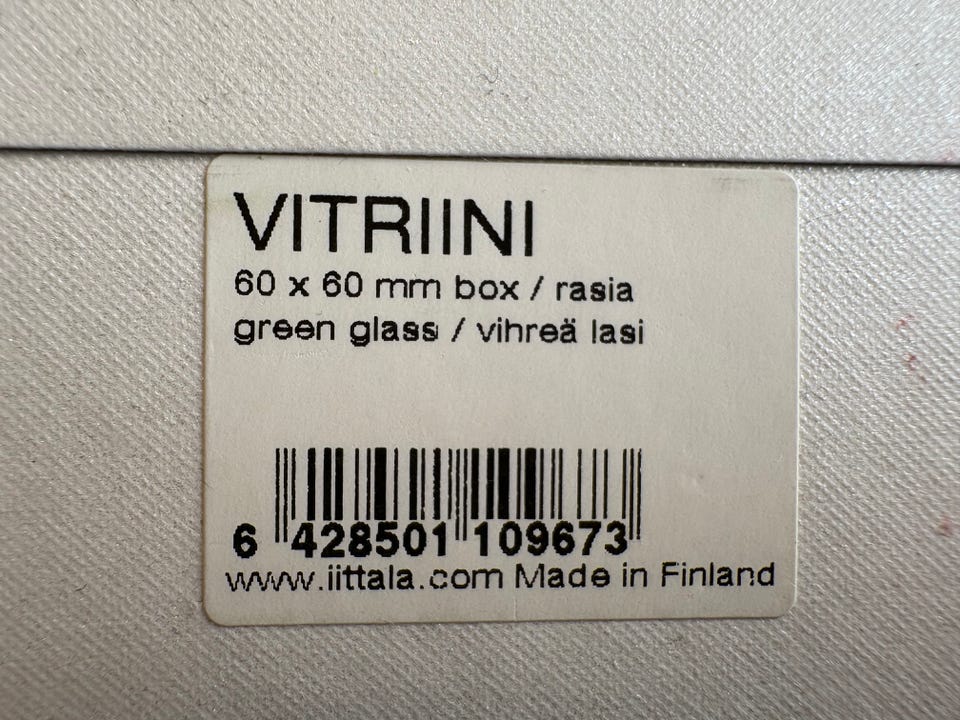 VITRIINI
60 x 60 mm box / rasia
green glass / vihreä lasi
6 428501 109673
www.iittala.com Made in Finland